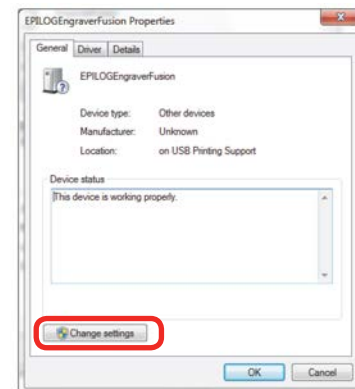 EPILOGEngraverFusion Properties
General Driver Details
EPILOGEngraverFusion
Device type: Other devices
Manufacturer: Unknown
Location: on USB Printing Support
Device status
This device is working properly.
Change settings
OK Cancel